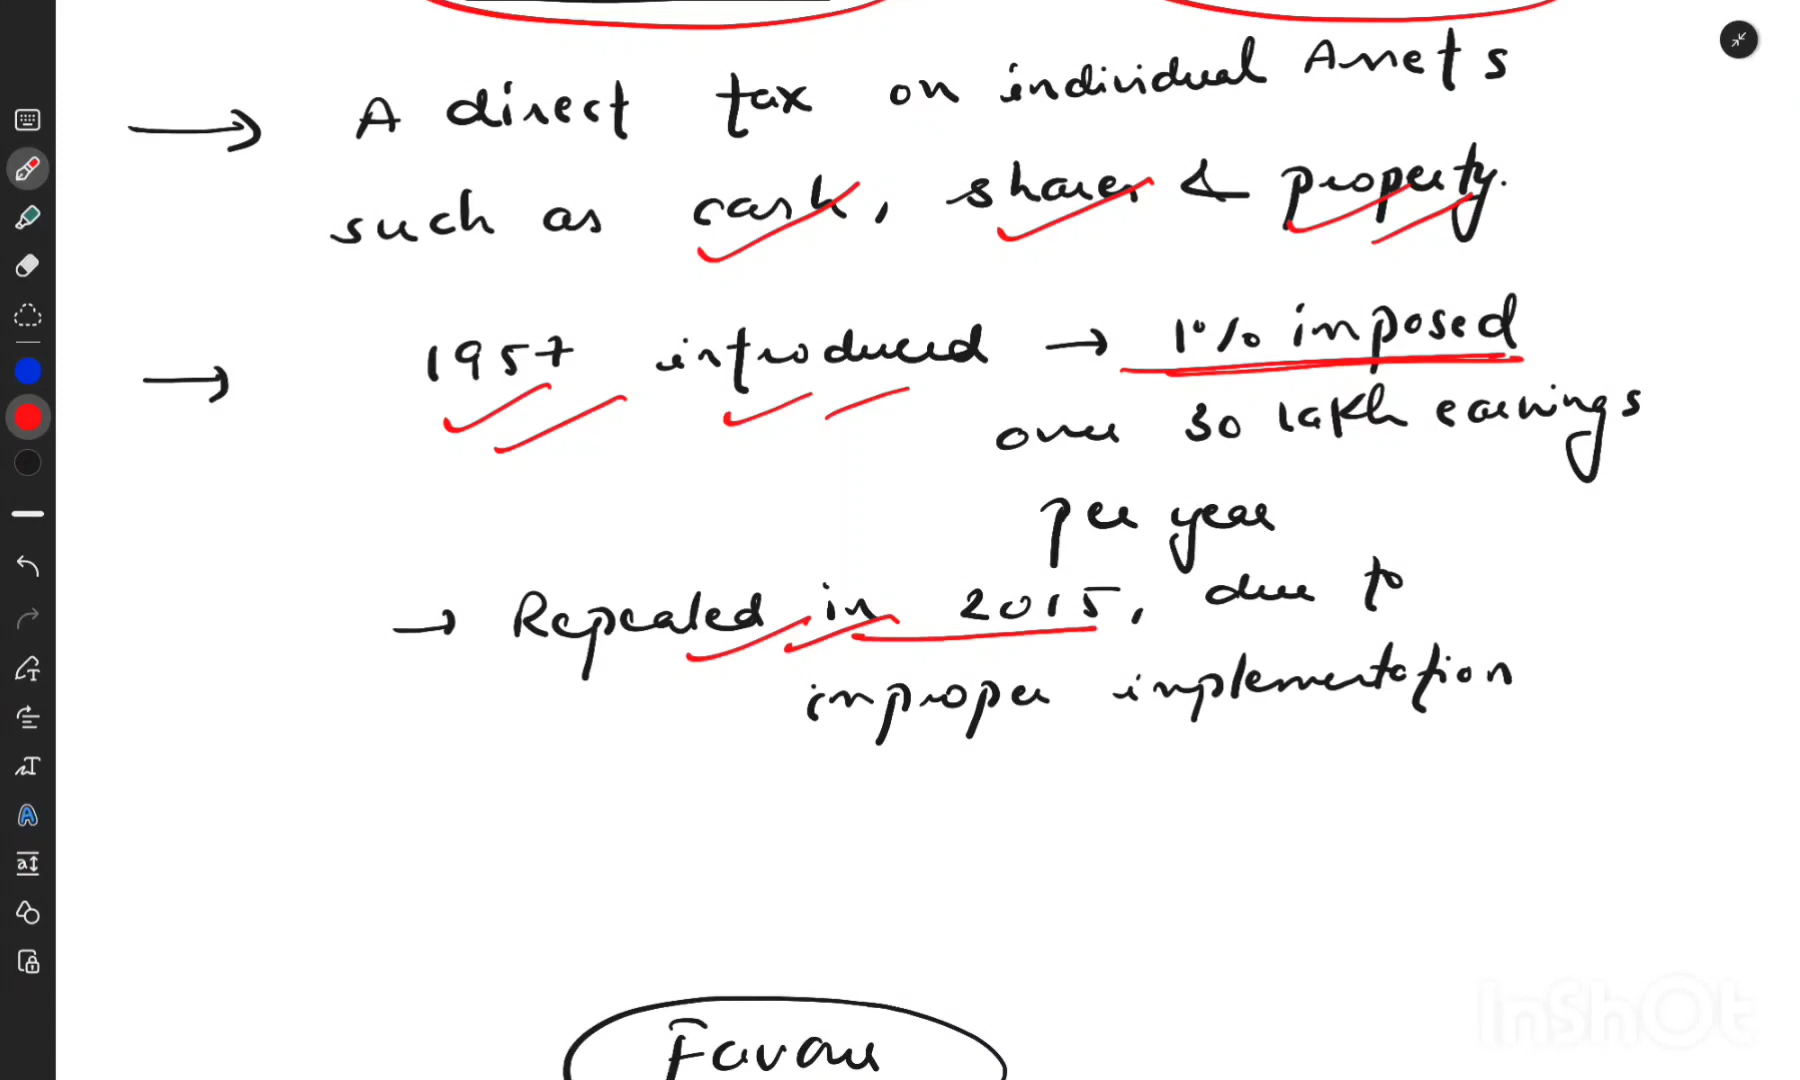 → A direct tax on individual Assets
such as cash, shares & property.
→ 1957 introduced → 1% imposed
over 30 lakh earnings
per year
→ Repealed in 2015, due to
improper implementation
Favour
InShOt